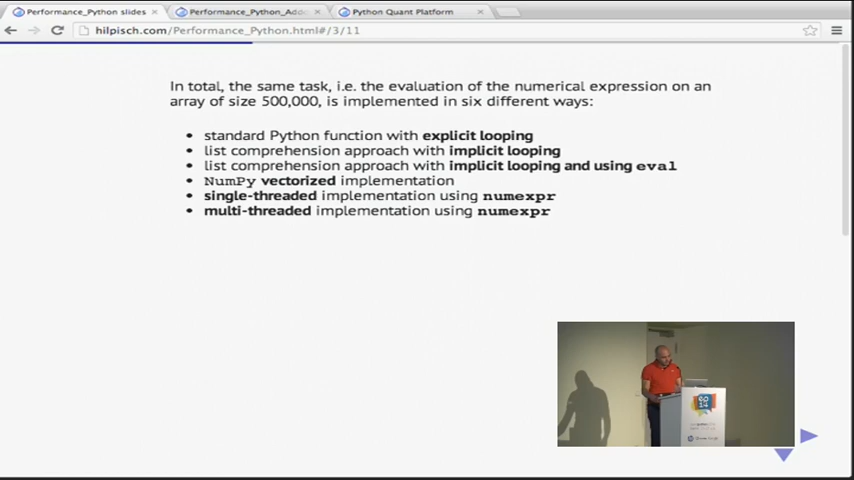 Performance_Python slides
Performance_Python_Add
Python Quant Platform
hilpisch.com/Performance_Python.html#/3/11
In total, the same task, i.e. the evaluation of the numerical expression on an
array of size 500,000, is implemented in six different ways:
• standard Python function with explicit looping
• list comprehension approach with implicit looping
• list comprehension approach with implicit looping and using eval
• NumPy vectorized implementation
• single-threaded implementation using numexpr
• multi-threaded implementation using numexpr
ep
14